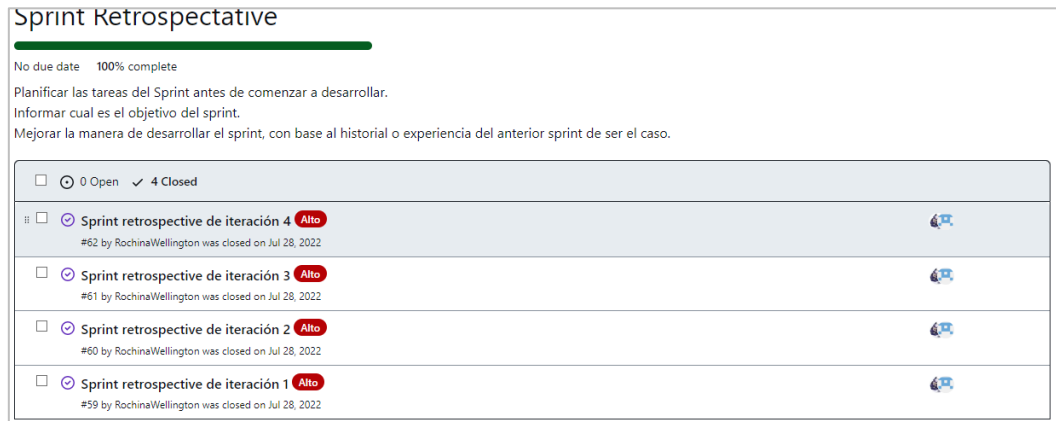 Sprint Retrospectative
No due date 100% complete
Planificar las tareas del Sprint antes de comenzar a desarrollar.
Informar cual es el objetivo del sprint.
Mejorar la manera de desarrollar el sprint, con base al historial o experiencia del anterior sprint de ser el caso.
0 Open 4 Closed
Sprint retrospective de iteración 4 Alto
#62 by RochinaWellington was closed on Jul 28, 2022
Sprint retrospective de iteración 3 Alto
#61 by RochinaWellington was closed on Jul 28, 2022
Sprint retrospective de iteración 2 Alto
#60 by RochinaWellington was closed on Jul 28, 2022
Sprint retrospective de iteración 1 Alto
#59 by RochinaWellington was closed on Jul 28, 2022